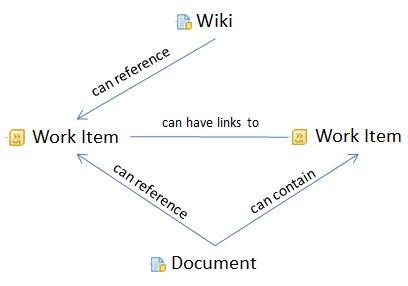 Wiki
can reference
Work Item
can have links to
Work Item
can reference
can contain
Document